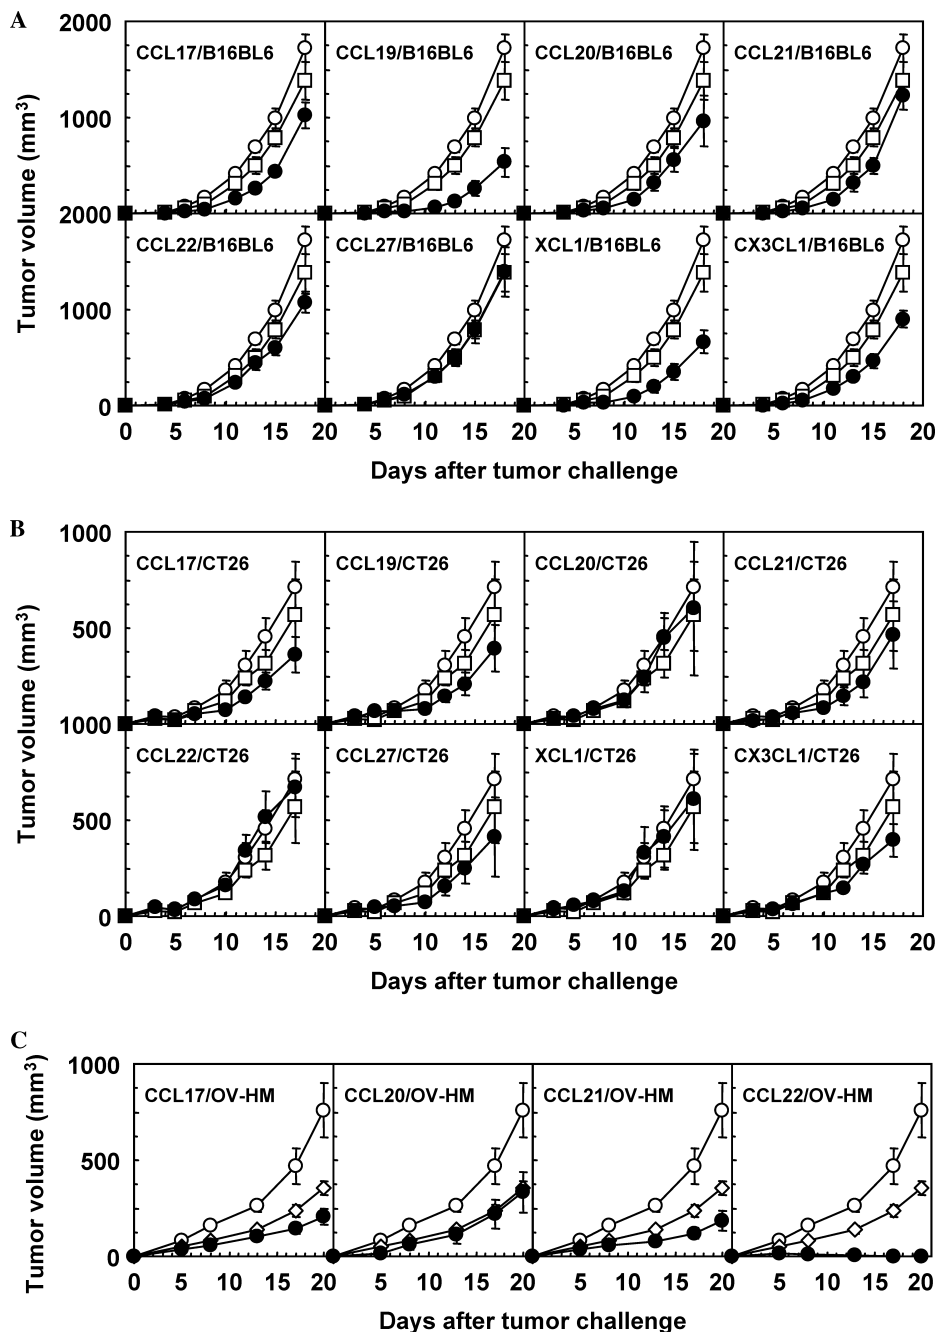 A
2000
CCL17/B16BL6 CCL19/B16BL6 CCL20/B16BL6 CCL21/B16BL6
1000
2000
CCL22/B16BL6 CCL27/B16BL6 XCL1/B16BL6 CX3CL1/B16BL6
1000
0
0 5 10 15 20 5 10 15 20 5 10 15 20 5 10 15 20
Tumor volume (mm3)
Days after tumor challenge
B
1000
CCL17/CT26 CCL19/CT26 CCL20/CT26 CCL21/CT26
500
1000
CCL22/CT26 CCL27/CT26 XCL1/CT26 CX3CL1/CT26
500
0
0 5 10 15 20 5 10 15 20 5 10 15 20 5 10 15 20
Tumor volume (mm3)
Days after tumor challenge
C
1000
CCL17/OV-HM CCL20/OV-HM CCL21/OV-HM CCL22/OV-HM
500
0
0 5 10 15 20 5 10 15 20 5 10 15 20 5 10 15 20
Tumor volume (mm3)
Days after tumor challenge